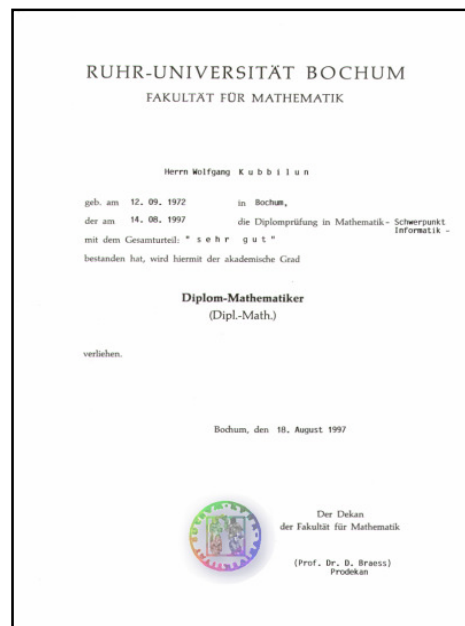 RUHR-UNIVERSITÄT BOCHUM
FAKULTÄT FÜR MATHEMATIK
Herrn Wolfgang K u b b i l u n
geb. am 12. 09. 1972 in Bochum,
der am 14. 08. 1997 die Diplomprüfung in Mathematik - Schwerpunkt
Informatik -
mit dem Gesamturteil: " s e h r g u t "
bestanden hat, wird hiermit der akademische Grad
Diplom-Mathematiker
(Dipl.-Math.)
verliehen.
Bochum, den 18. August 1997
Der Dekan
der Fakultät für Mathematik
(Prof. Dr. D. Braess)
Prodekan